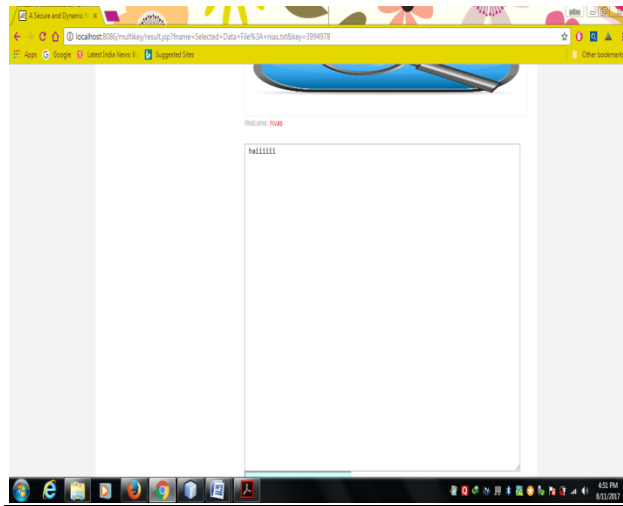 A Secure and Dynamic
localhost:8086/multikey/result.jsp?fname=Selected+Data+File%3A+nias.txt&key=3994978
Apps Google Latest India News Suggested Sites Other bookmarks
Welcome: rivas
haiiiiii
4:51 PM
8/11/2017